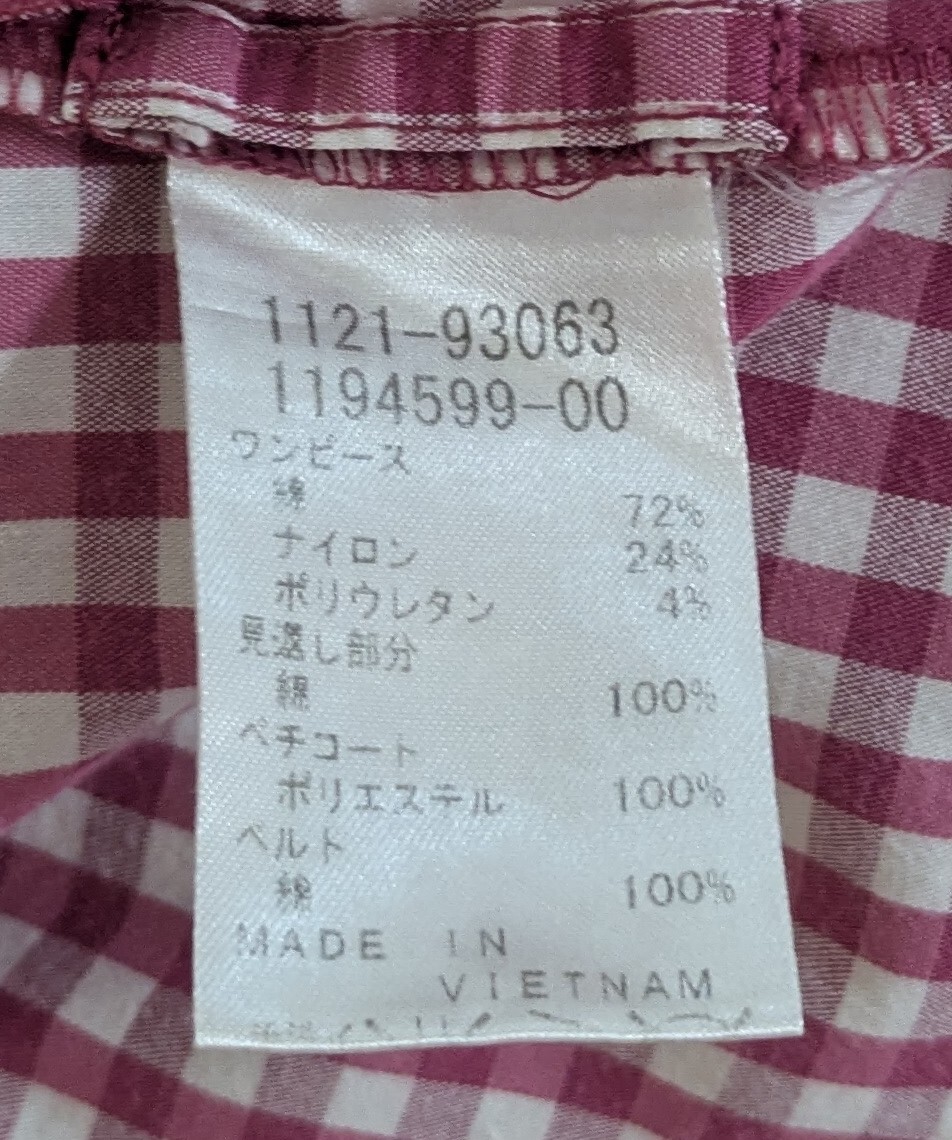 1121-93063
1194599-00
ワンピース
綿 72%
ナイロン 24%
ポリウレタン 4%
見返し部分
綿 100%
ペチコート
ポリエステル 100%
ベルト
綿 100%
MADE IN
VIETNAM